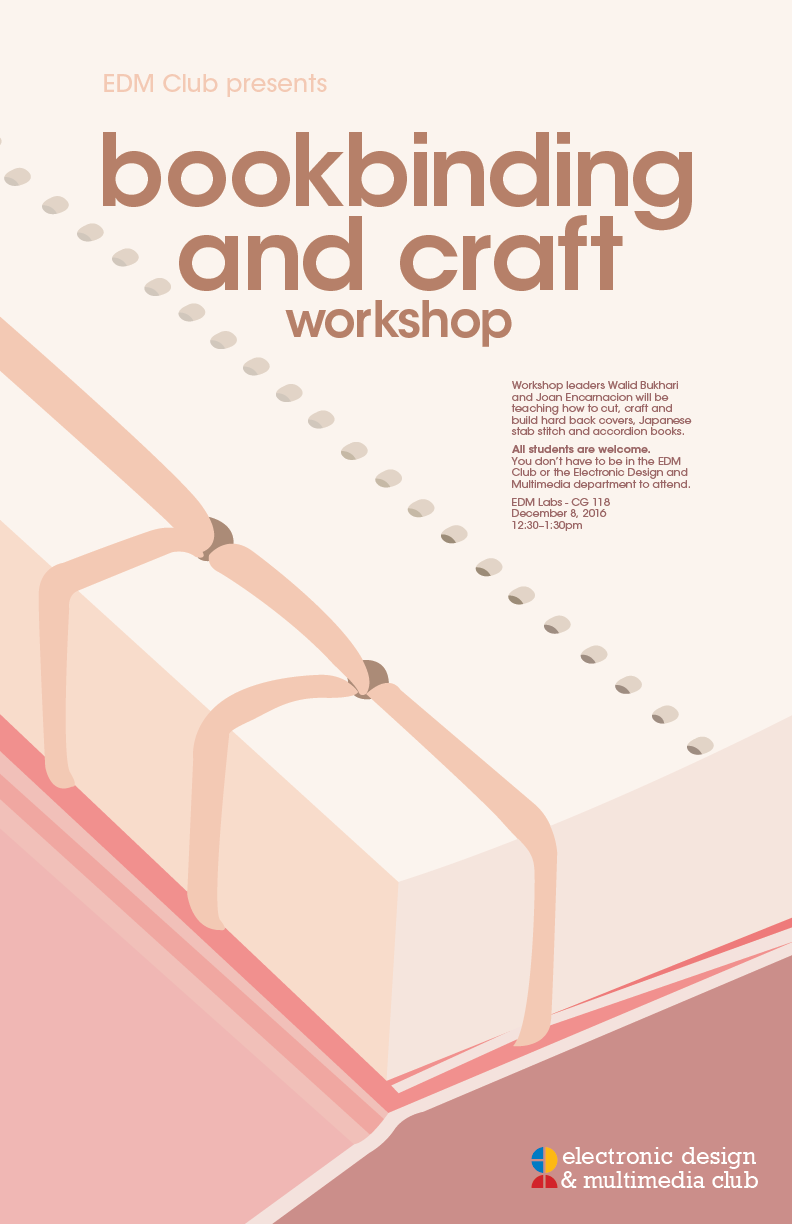 EDM Club presents
bookbinding
and craft
workshop
Workshop leaders Walid Bukhari
and Joan Encarnacion will be
teaching how to cut, craft and
build hard back covers, Japanese
stab stitch and accordion books.
All students are welcome.
You don't have to be in the EDM
Club or the Electronic Design and
Multimedia department to attend.
EDM Labs - CG 118
December 8, 2016
12:30–1:30pm
electronic design
& multimedia club